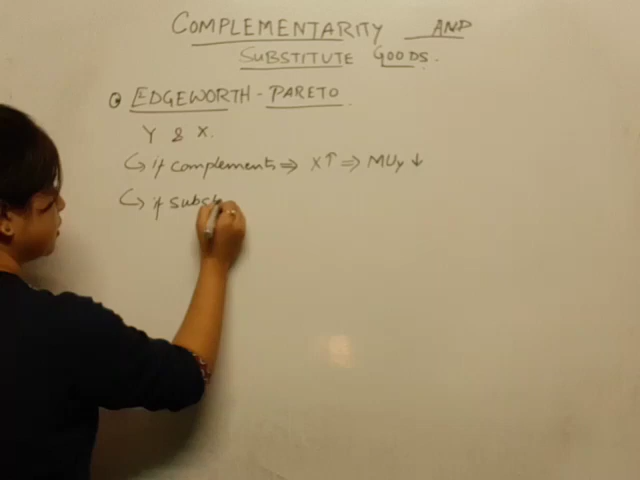 COMPLEMENTARITY AND
SUBSTITUTE GOODS.
EDGEWORTH - PARETO
Y & X.
↪ if complements ⇒ X↑ ⇒ MUy ↓
↪ if subst